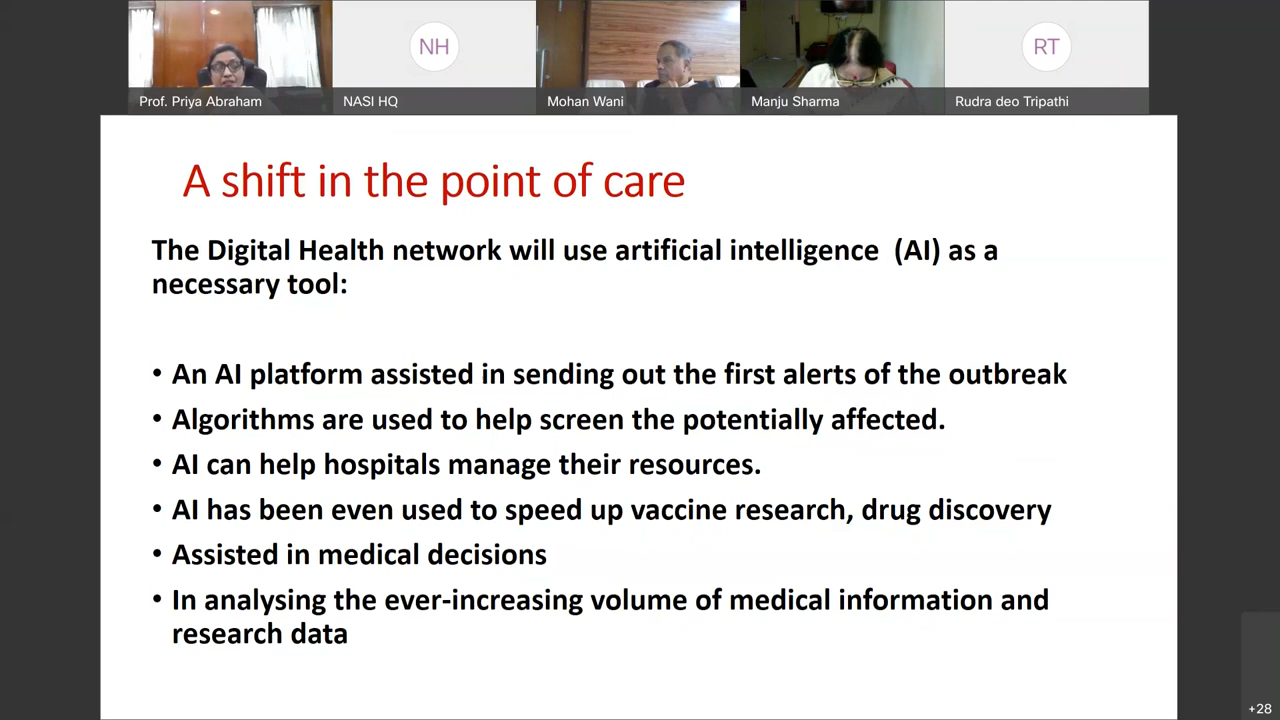 NH
RT
Prof. Priya Abraham
NASI HQ
Mohan Wani
Manju Sharma
Rudra deo Tripathi
A shift in the point of care
The Digital Health network will use artificial intelligence (AI) as a
necessary tool:
• An AI platform assisted in sending out the first alerts of the outbreak
• Algorithms are used to help screen the potentially affected.
• AI can help hospitals manage their resources.
• AI has been even used to speed up vaccine research, drug discovery
• Assisted in medical decisions
• In analysing the ever-increasing volume of medical information and
research data
+28